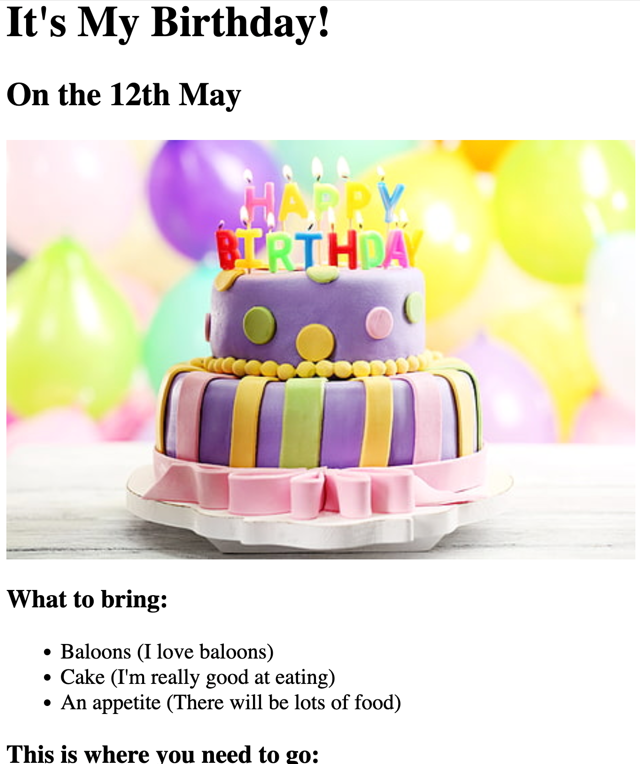 It's My Birthday!
On the 12th May
HAPPY
BIRTHDAY
What to bring:
Baloons (I love baloons)
Cake (I'm really good at eating)
An appetite (There will be lots of food)
This is where you need to go: